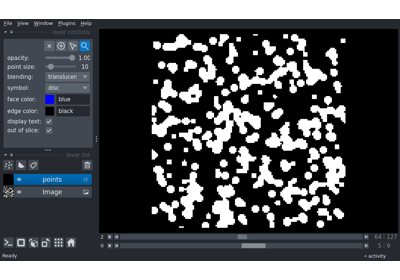 File View Window Plugins Help
layer controls
opacity: 1.00
point size: 10
blending: translucen
symbol: disc
face color: blue
edge color: black
display text:
out of slice:
layer list
points
Image
2 64 127
0 5 9
Ready activity